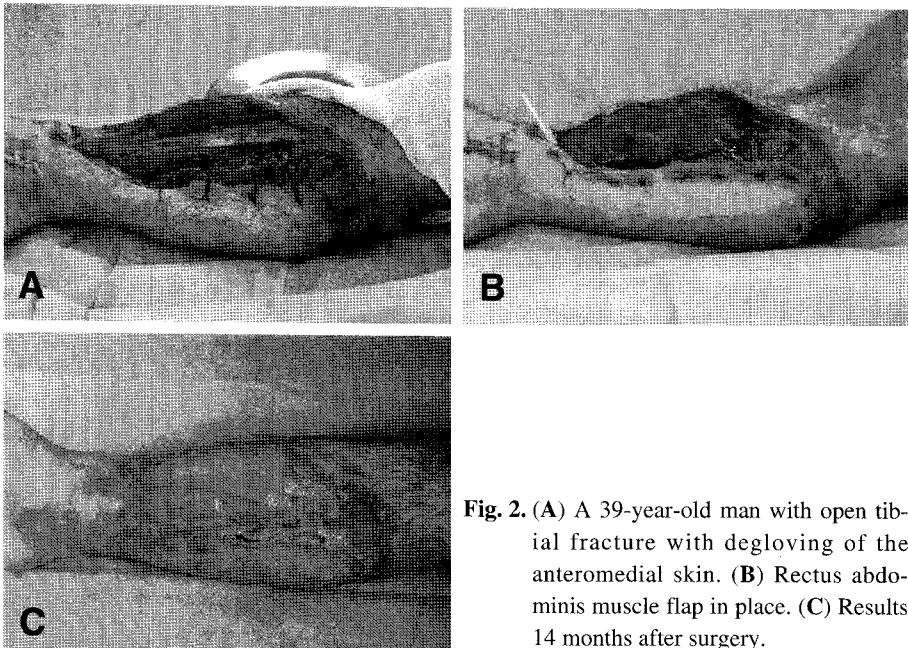 A
B
C
Fig. 2. (A) A 39-year-old man with open tib-
ial fracture with degloving of the
anteromedial skin. (B) Rectus abdo-
minis muscle flap in place. (C) Results
14 months after surgery.